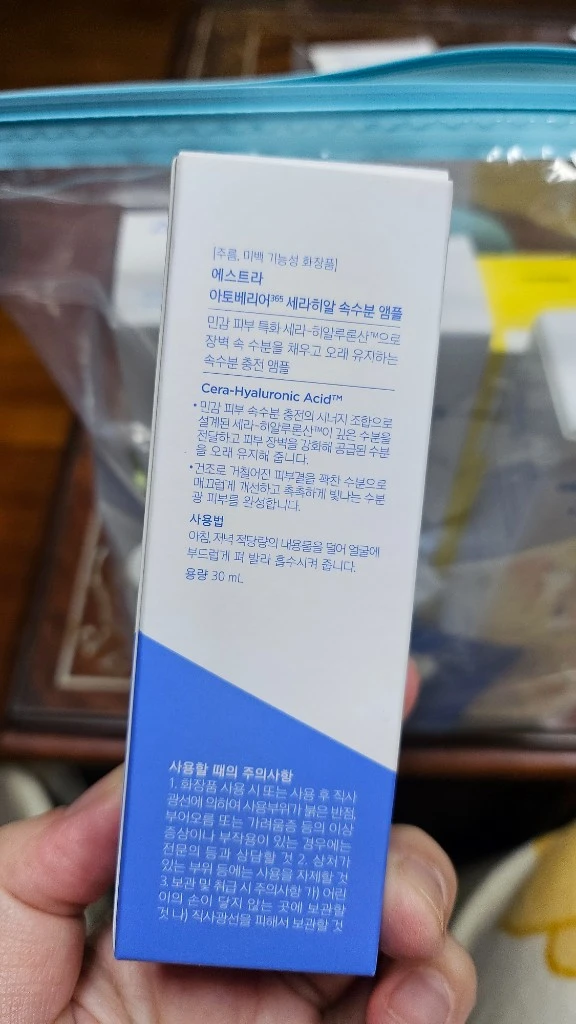 [주름, 미백 기능성 화장품]
에스트라
아토베리어³⁶⁵ 세라히알 속수분 앰플
민감 피부 특화 세라-히알루론산™으로
장벽 속 수분을 채우고 오래 유지하는
속수분 충전 앰플
Cera-Hyaluronic Acid™
• 민감 피부 속수분 충전의 시너지 조합으로
설계된 세라-히알루론산™이 깊은 수분을
전달하고 피부 장벽을 강화해 공급된 수분
을 오래 유지해 줍니다.
• 건조로 거칠어진 피부결을 꽉찬 수분으로
매끄럽게 개선하고 촉촉하게 빛나는 수분
광 피부를 완성합니다.
사용법
아침, 저녁 적당량의 내용물을 덜어 얼굴에
부드럽게 펴 발라 흡수시켜 줍니다.
용량 30 mL
사용할 때의 주의사항
1. 화장품 사용 시 또는 사용 후 직사
광선에 의하여 사용부위가 붉은 반점,
부어오름 또는 가려움증 등의 이상
증상이나 부작용이 있는 경우에는
전문의 등과 상담할 것 2. 상처가
있는 부위 등에는 사용을 자제할 것
3. 보관 및 취급 시 주의사항 가) 어린
이의 손이 닿지 않는 곳에 보관할
것 나) 직사광선을 피해서 보관할 것